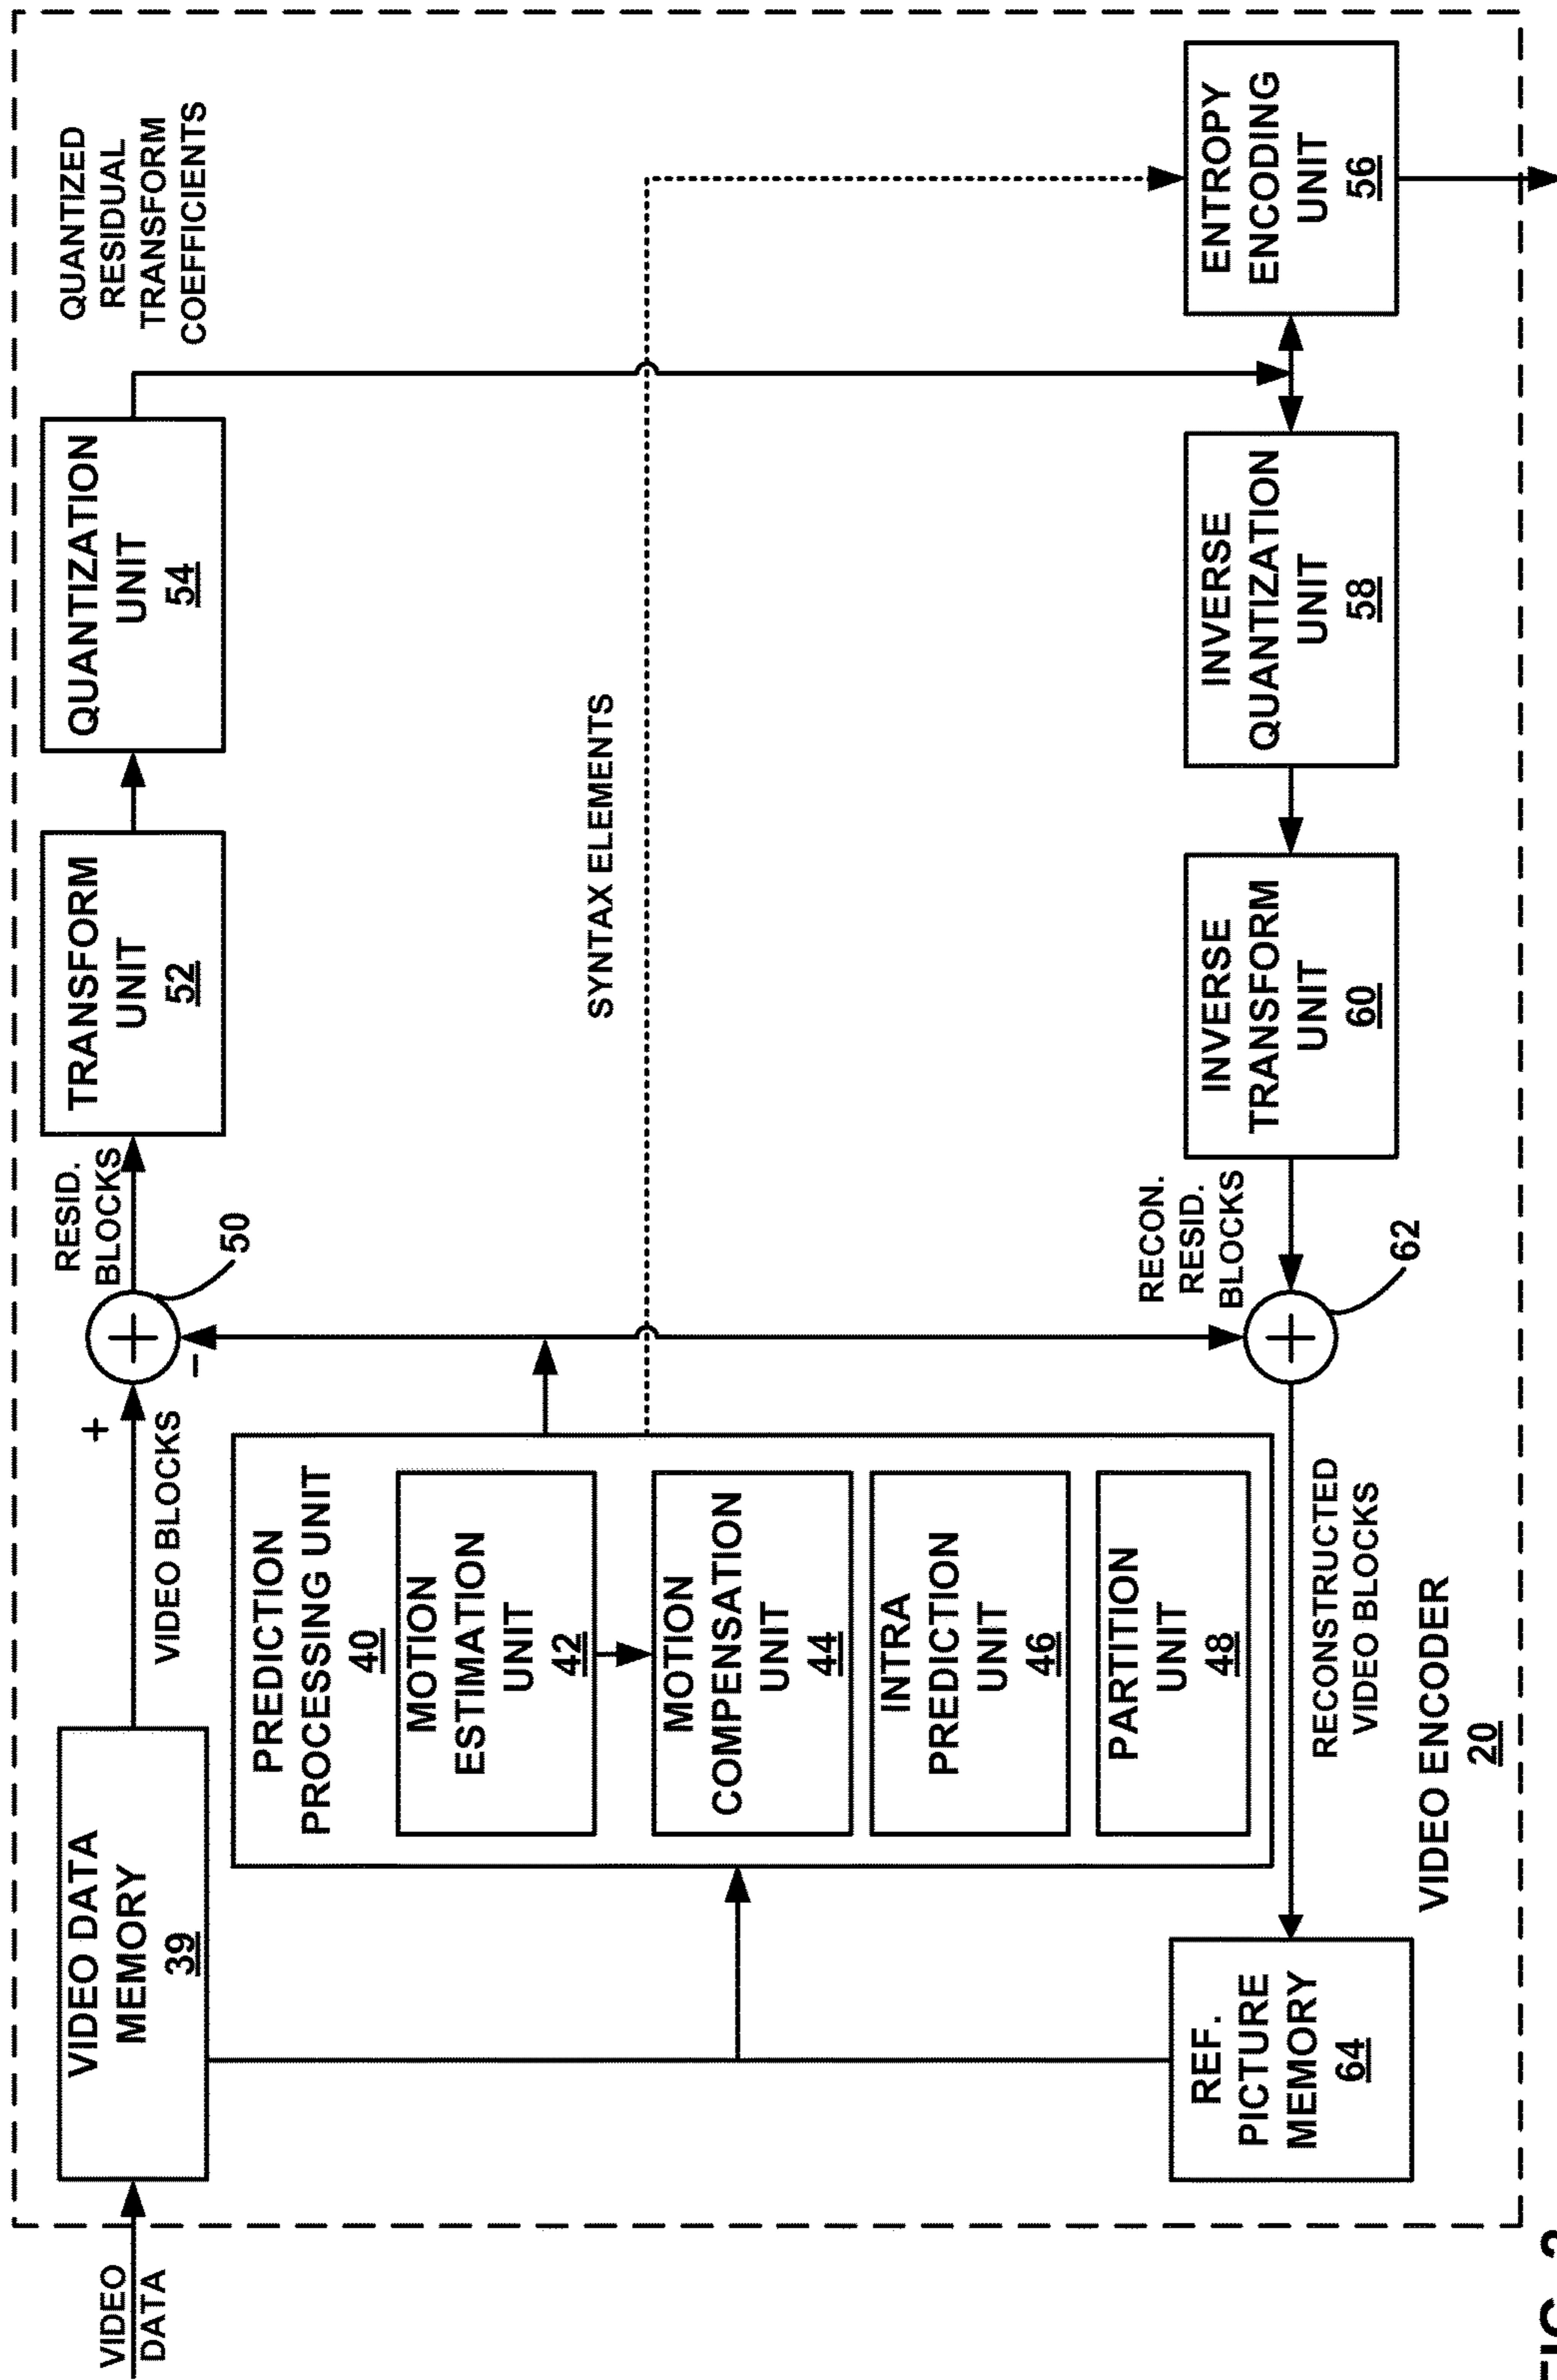 VIDEO
DATA
VIDEO DATA
MEMORY
39
+
VIDEO BLOCKS
-
50
RESID.
BLOCKS
TRANSFORM
UNIT
52
QUANTIZATION
UNIT
54
QUANTIZED
RESIDUAL
TRANSFORM
COEFFICIENTS
PREDICTION
PROCESSING UNIT
40
MOTION
ESTIMATION
UNIT
42
MOTION
COMPENSATION
UNIT
44
INTRA
PREDICTION
UNIT
46
PARTITION
UNIT
48
SYNTAX ELEMENTS
REF.
PICTURE
MEMORY
64
RECONSTRUCTED
VIDEO BLOCKS
62
RECON.
RESID.
BLOCKS
INVERSE
TRANSFORM
UNIT
60
INVERSE
QUANTIZATION
UNIT
58
ENTROPY
ENCODING
UNIT
56
VIDEO ENCODER
20